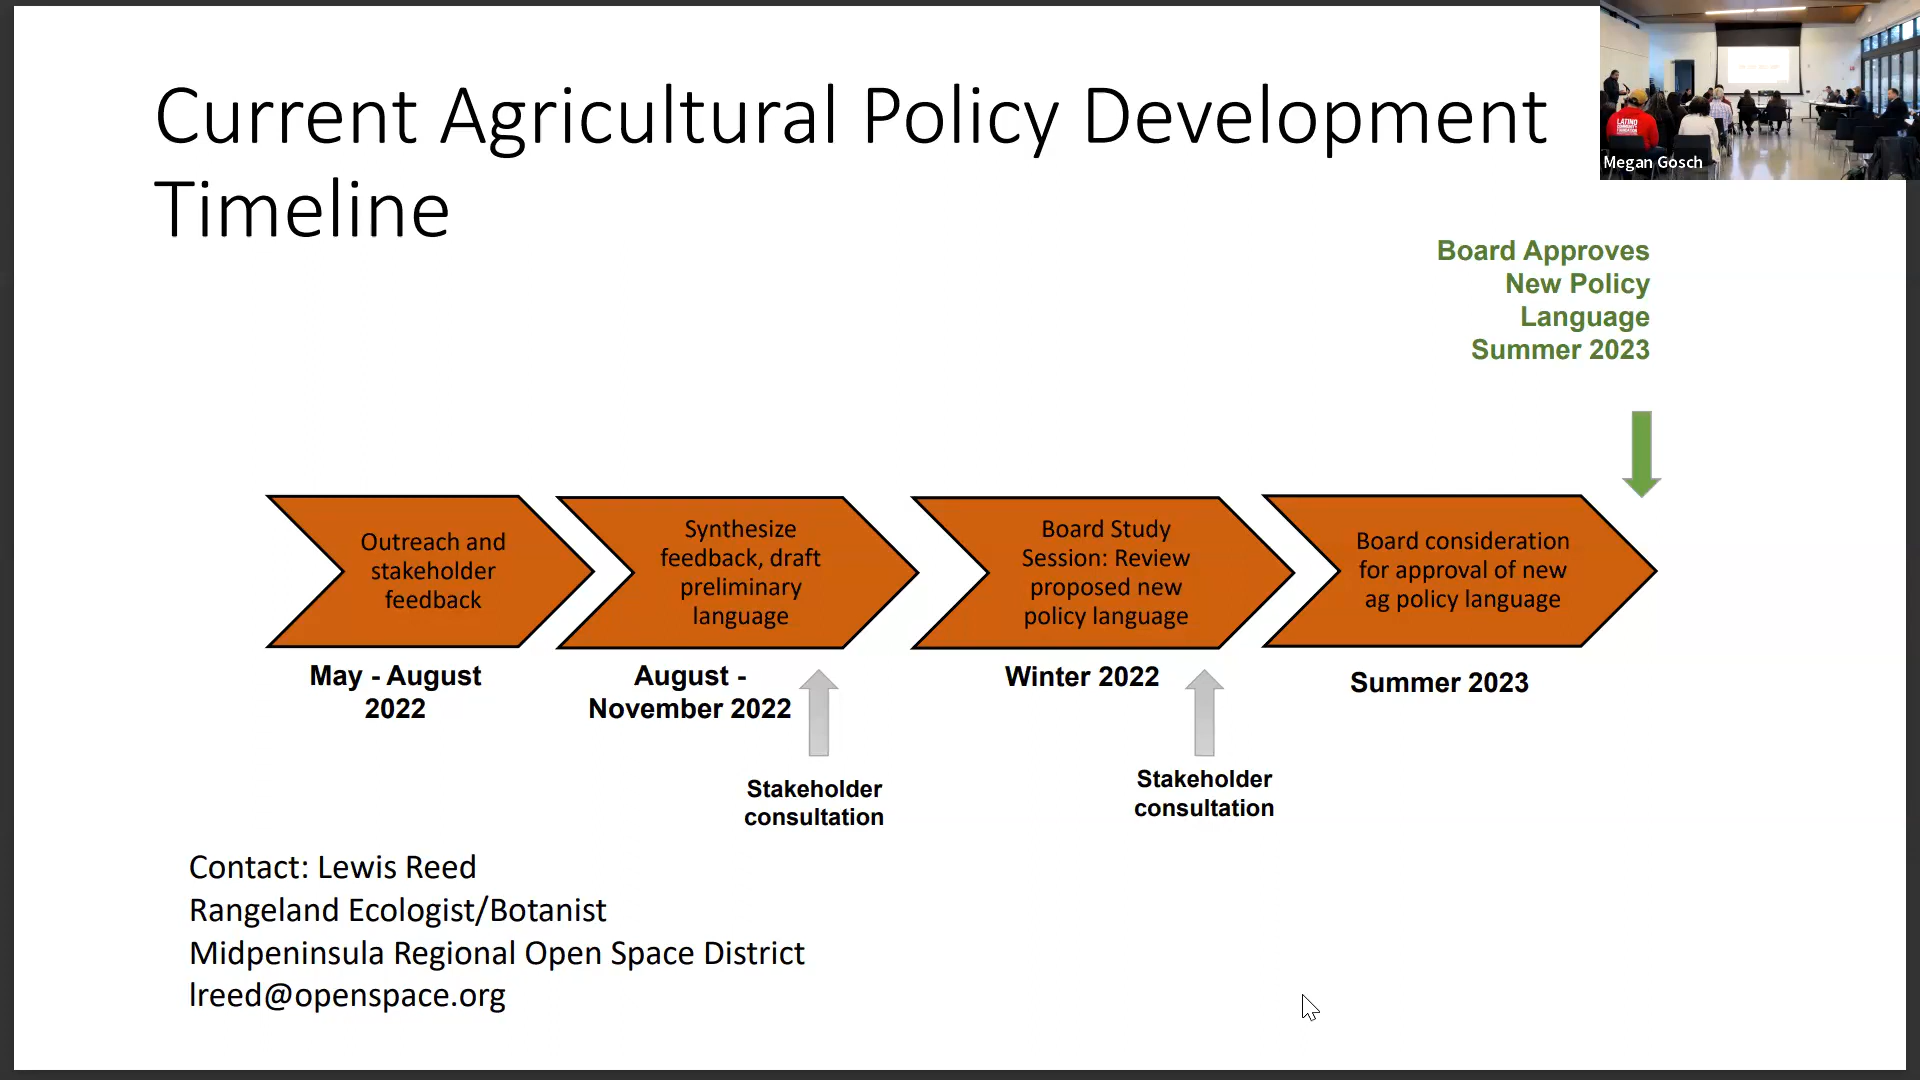 Current Agricultural Policy Development
Timeline
LATINO
COMMUNITY
FOUNDATION
Megan Gosch
Board Approves
New Policy
Language
Summer 2023
Outreach and
stakeholder
feedback
Synthesize
feedback, draft
preliminary
language
Board Study
Session: Review
proposed new
policy language
Board consideration
for approval of new
ag policy language
May - August
2022
August -
November 2022
Winter 2022
Summer 2023
Stakeholder
consultation
Stakeholder
consultation
Contact: Lewis Reed
Rangeland Ecologist/Botanist
Midpeninsula Regional Open Space District
lreed@openspace.org